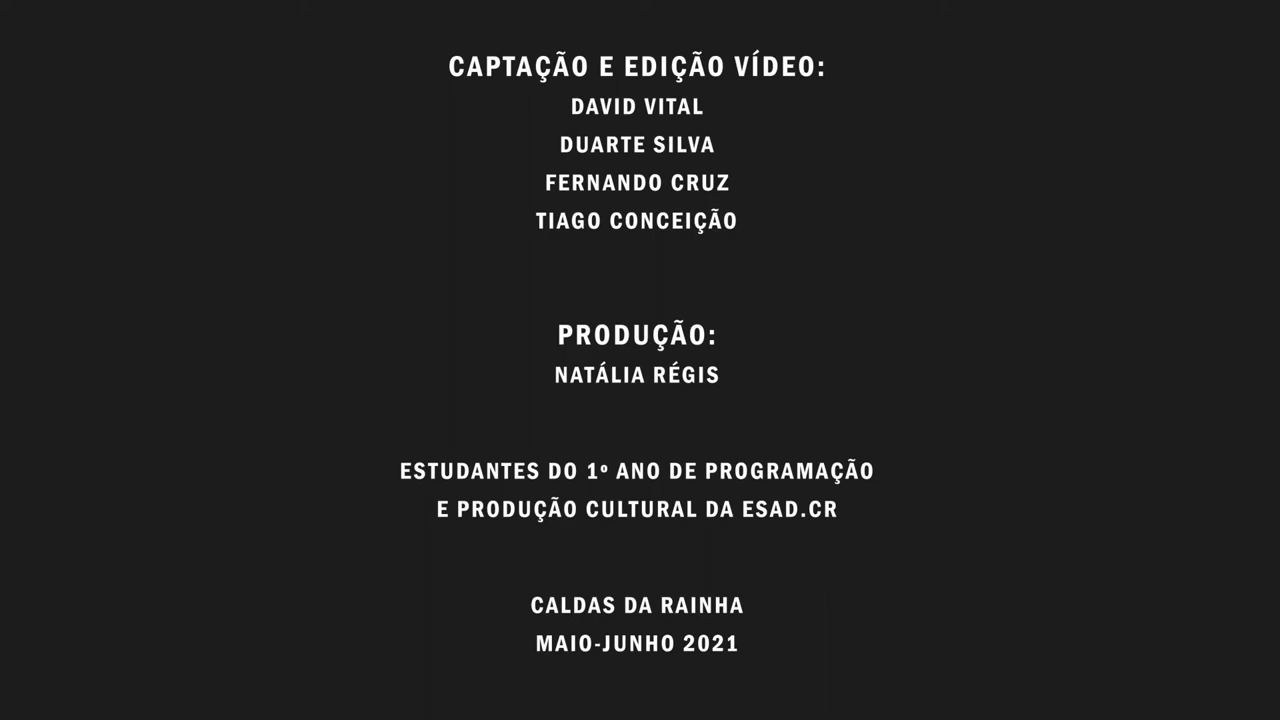 CAPTAÇÃO E EDIÇÃO VÍDEO:
DAVID VITAL
DUARTE SILVA
FERNANDO CRUZ
TIAGO CONCEIÇÃO
PRODUÇÃO:
NATÁLIA RÉGIS
ESTUDANTES DO 1º ANO DE PROGRAMAÇÃO
E PRODUÇÃO CULTURAL DA ESAD.CR
CALDAS DA RAINHA
MAIO-JUNHO 2021